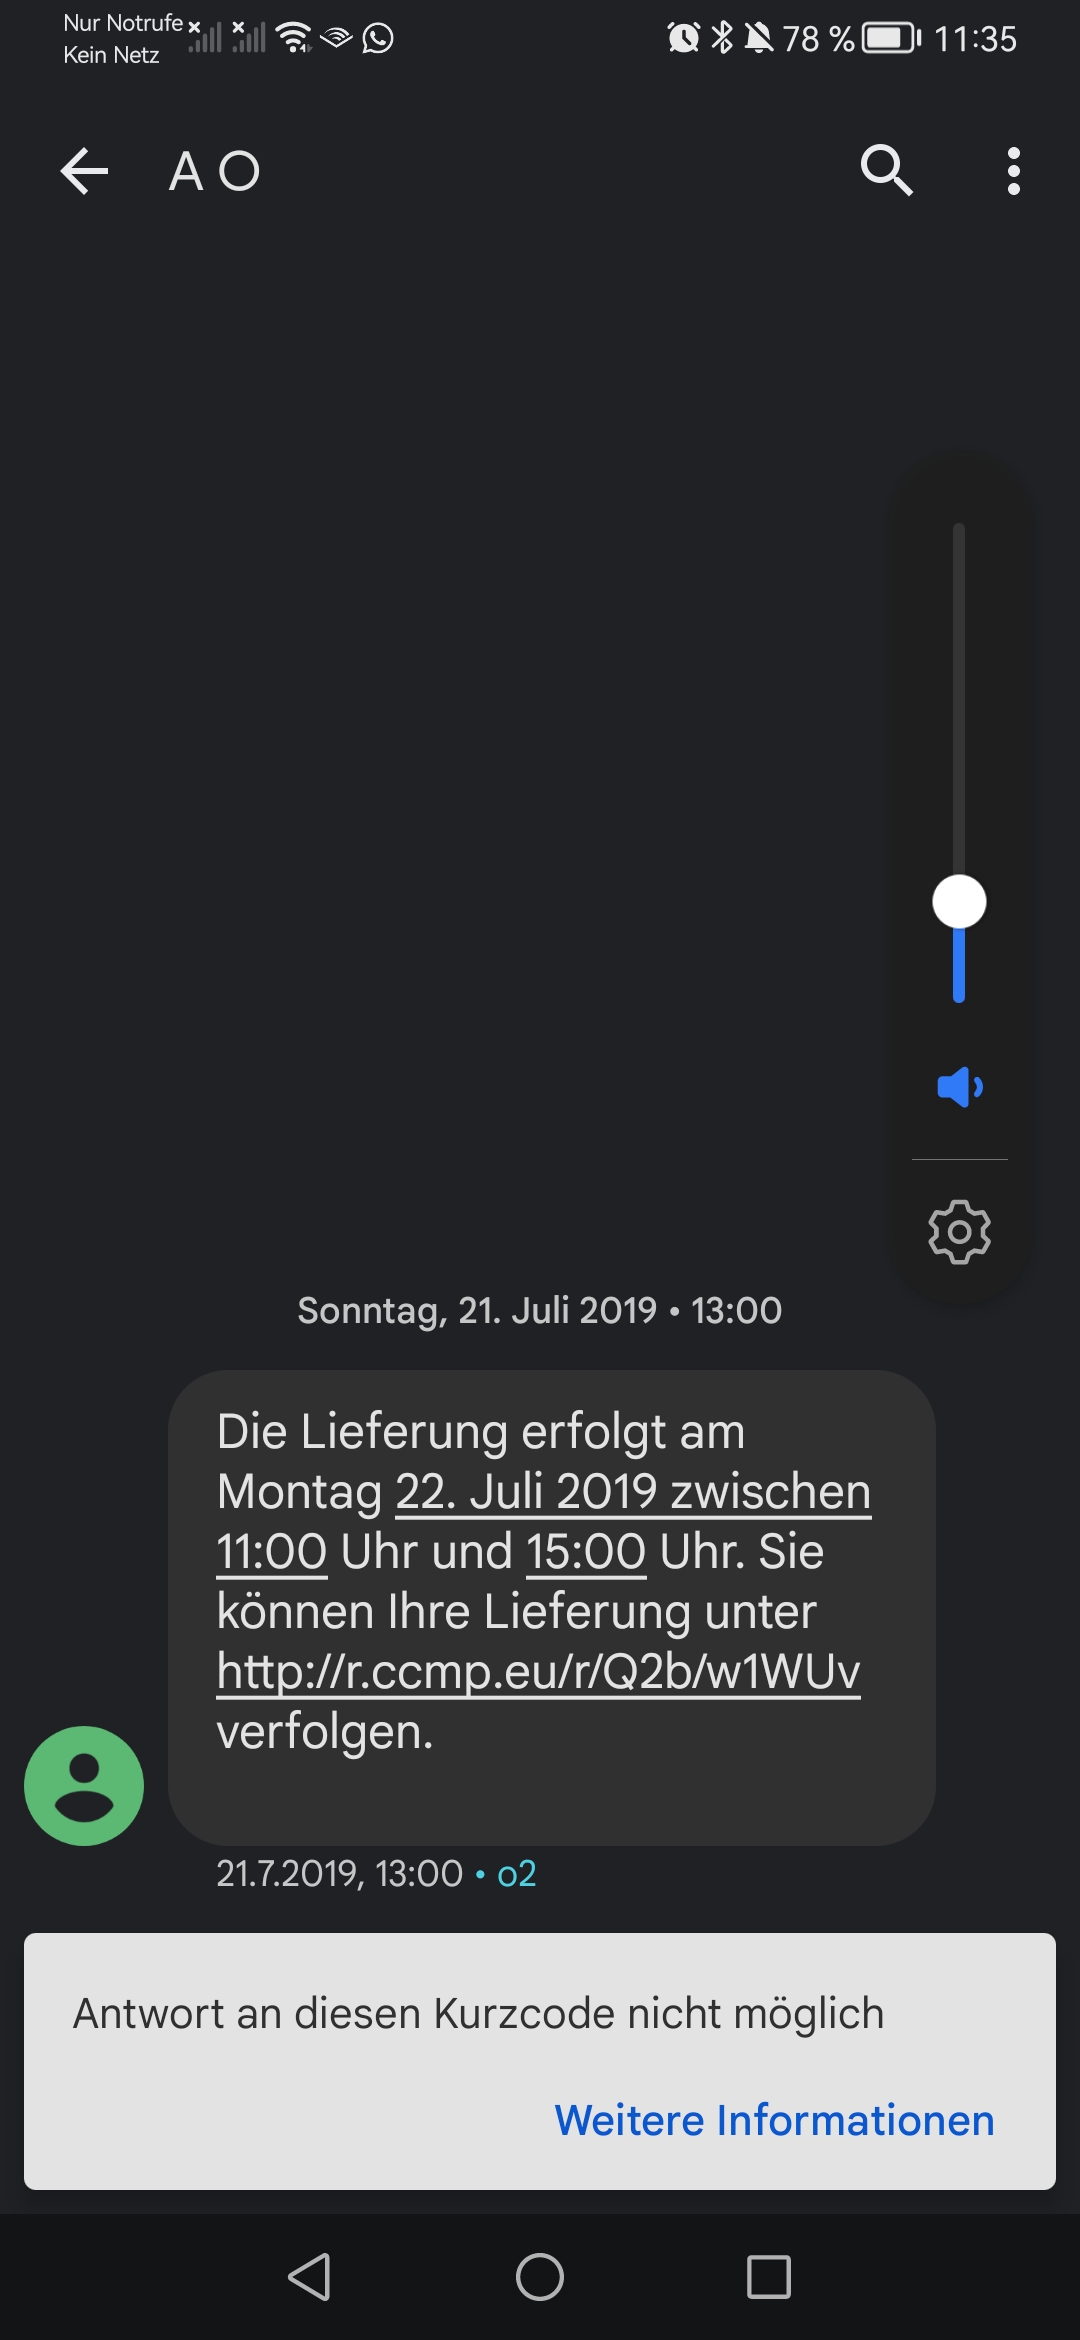 Nur Notrufe
Kein Netz
78 % 11:35
A O
Sonntag, 21. Juli 2019 • 13:00
Die Lieferung erfolgt am
Montag 22. Juli 2019 zwischen
11:00 Uhr und 15:00 Uhr. Sie
können Ihre Lieferung unter
http://r.ccmp.eu/r/Q2b/w1WUv
verfolgen.
21.7.2019, 13:00 • o2
Antwort an diesen Kurzcode nicht möglich
Weitere Informationen